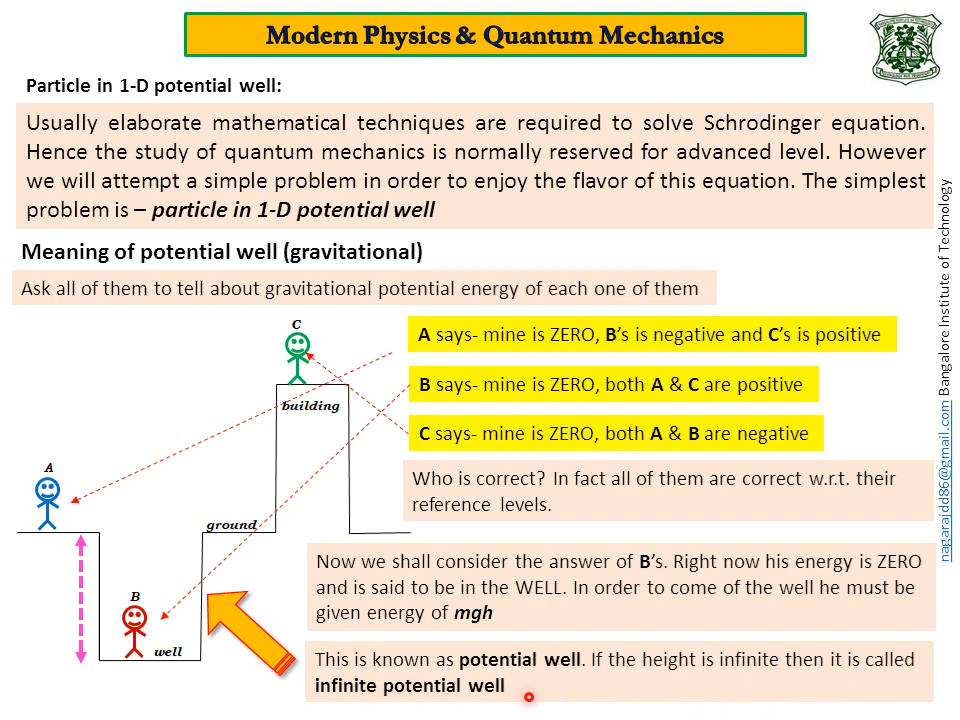 Modern Physics & Quantum Mechanics
Particle in 1-D potential well:
Usually elaborate mathematical techniques are required to solve Schrodinger equation.
Hence the study of quantum mechanics is normally reserved for advanced level. However
we will attempt a simple problem in order to enjoy the flavor of this equation. The simplest
problem is – particle in 1-D potential well
Meaning of potential well (gravitational)
Ask all of them to tell about gravitational potential energy of each one of them
C
building
A
ground
B
well
A says- mine is ZERO, B’s is negative and C’s is positive
B says- mine is ZERO, both A & C are positive
C says- mine is ZERO, both A & B are negative
Who is correct? In fact all of them are correct w.r.t. their
reference levels.
Now we shall consider the answer of B’s. Right now his energy is ZERO
and is said to be in the WELL. In order to come of the well he must be
given energy of mgh
This is known as potential well. If the height is infinite then it is called
infinite potential well
nagarajdd86@gmail.com Bangalore Institute of Technology